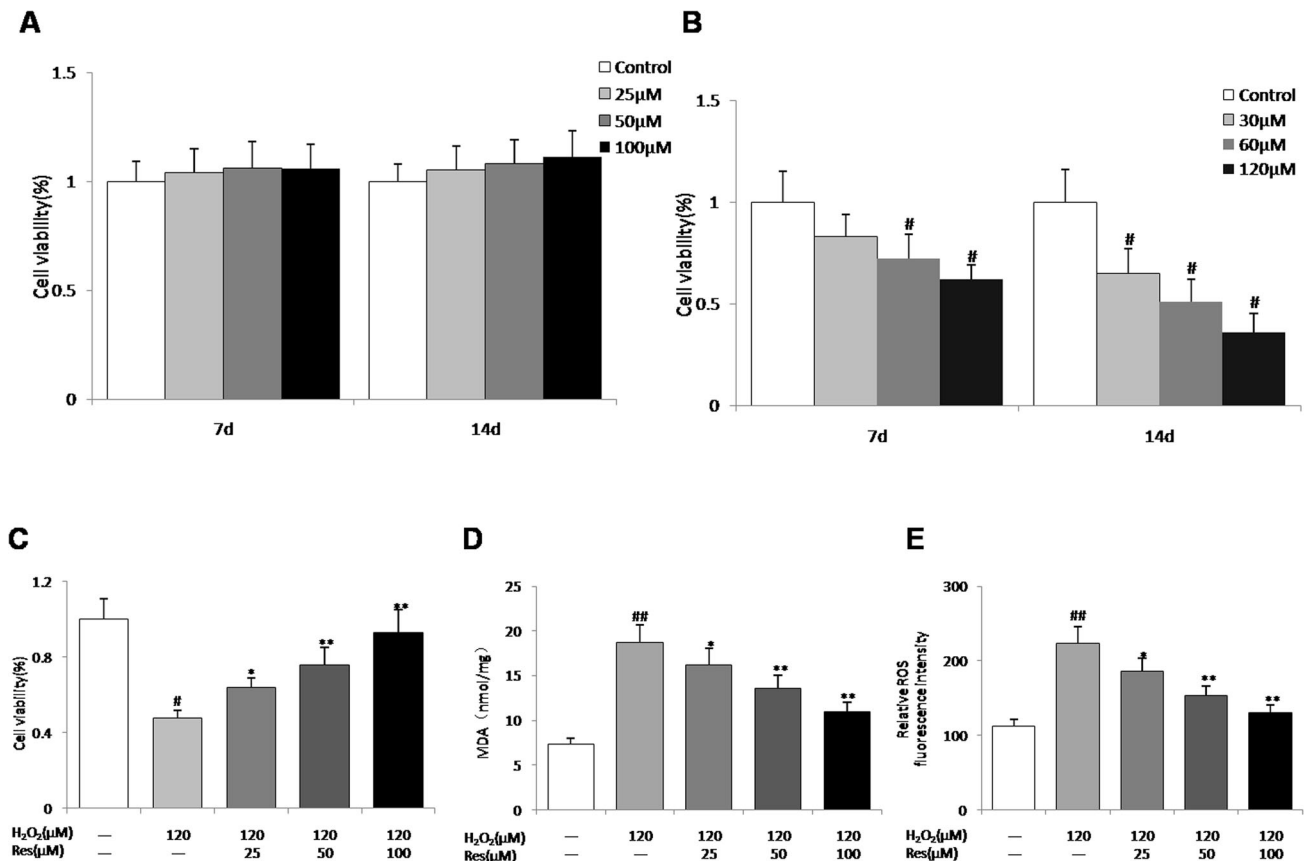 A
Control
25µM
50µM
100µM
Cell viability(%)
1.5
1
0.5
0
7d
14d
B
Control
30µM
60µM
120µM
Cell viability(%)
1.5
1
0.5
0
#
#
#
#
#
7d
14d
C
Cell viability(%)
1.2
0.8
0.4
0
#
*
**
**
H₂O₂(µM) — 120 120 120 120
Res(µM) — — 25 50 100
D
MDA (nmol/mg)
25
20
15
10
5
0
##
*
**
**
H₂O₂(µM) — 120 120 120 120
Res(µM) — — 25 50 100
E
Relative ROS
fluorescence intensity
300
200
100
0
##
*
**
**
H₂O₂(µM) — 120 120 120 120
Res(µM) — — 25 50 100